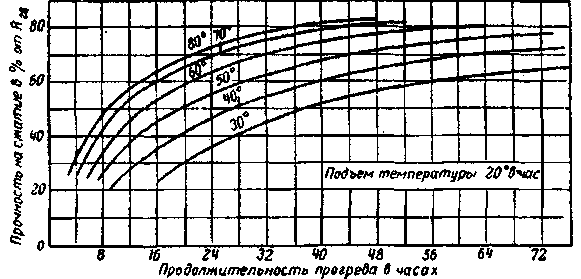 Прочность на сжатие в % от R 28
80
60
40
20
0
80° 70°
60°
50°
40°
30°
Подъем температуры 20° в час
8 16 24 32 40 48 56 64 72
Продолжительность прогрева в часах